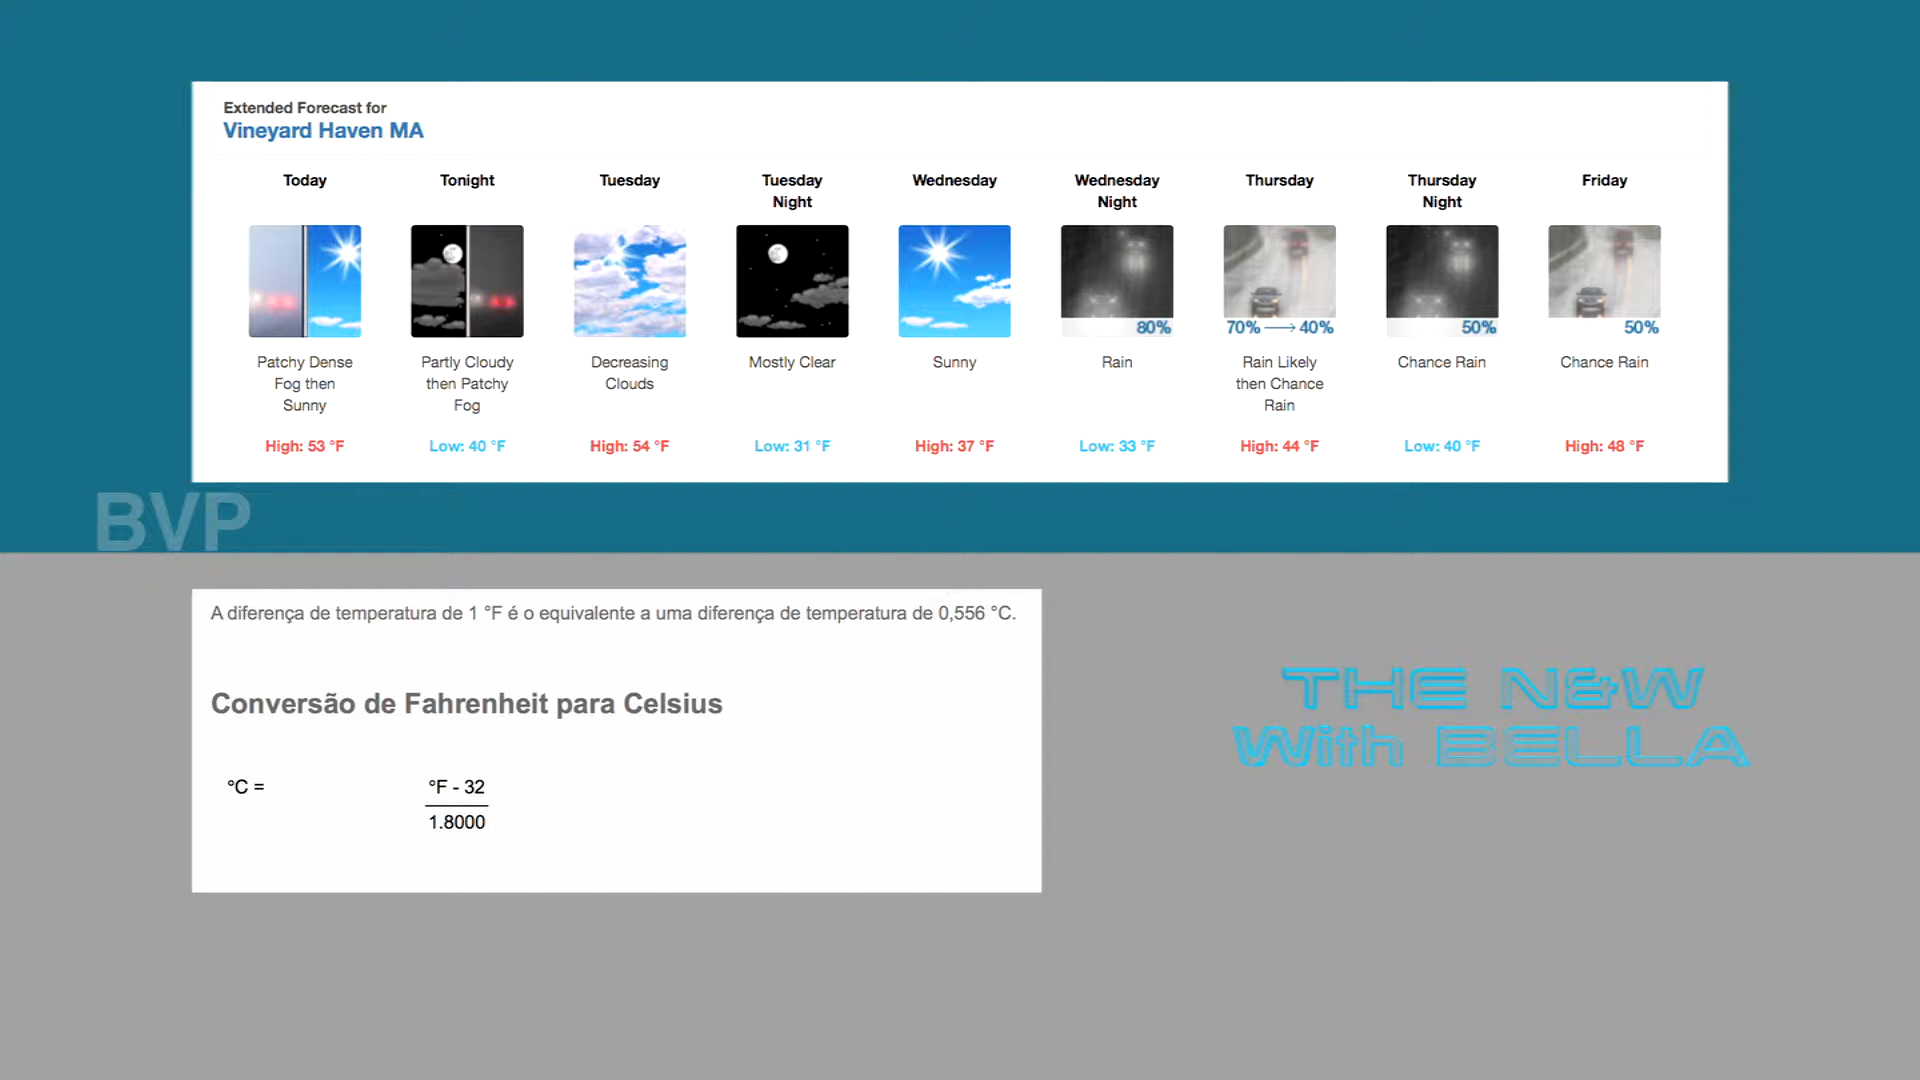 Extended Forecast for
Vineyard Haven MA
Today
Tonight
Tuesday
Tuesday
Night
Wednesday
Wednesday
Night
Thursday
Thursday
Night
Friday
80%
70% → 40%
50%
50%
Patchy Dense
Fog then
Sunny
Partly Cloudy
then Patchy
Fog
Decreasing
Clouds
Mostly Clear
Sunny
Rain
Rain Likely
then Chance
Rain
Chance Rain
Chance Rain
High: 53 °F
Low: 40 °F
High: 54 °F
Low: 31 °F
High: 37 °F
Low: 33 °F
High: 44 °F
Low: 40 °F
High: 48 °F
BVP
A diferença de temperatura de 1 °F é o equivalente a uma diferença de temperatura de 0,556 °C.
Conversão de Fahrenheit para Celsius
°C =
°F - 32
1.8000
THE N&W
With BELLA